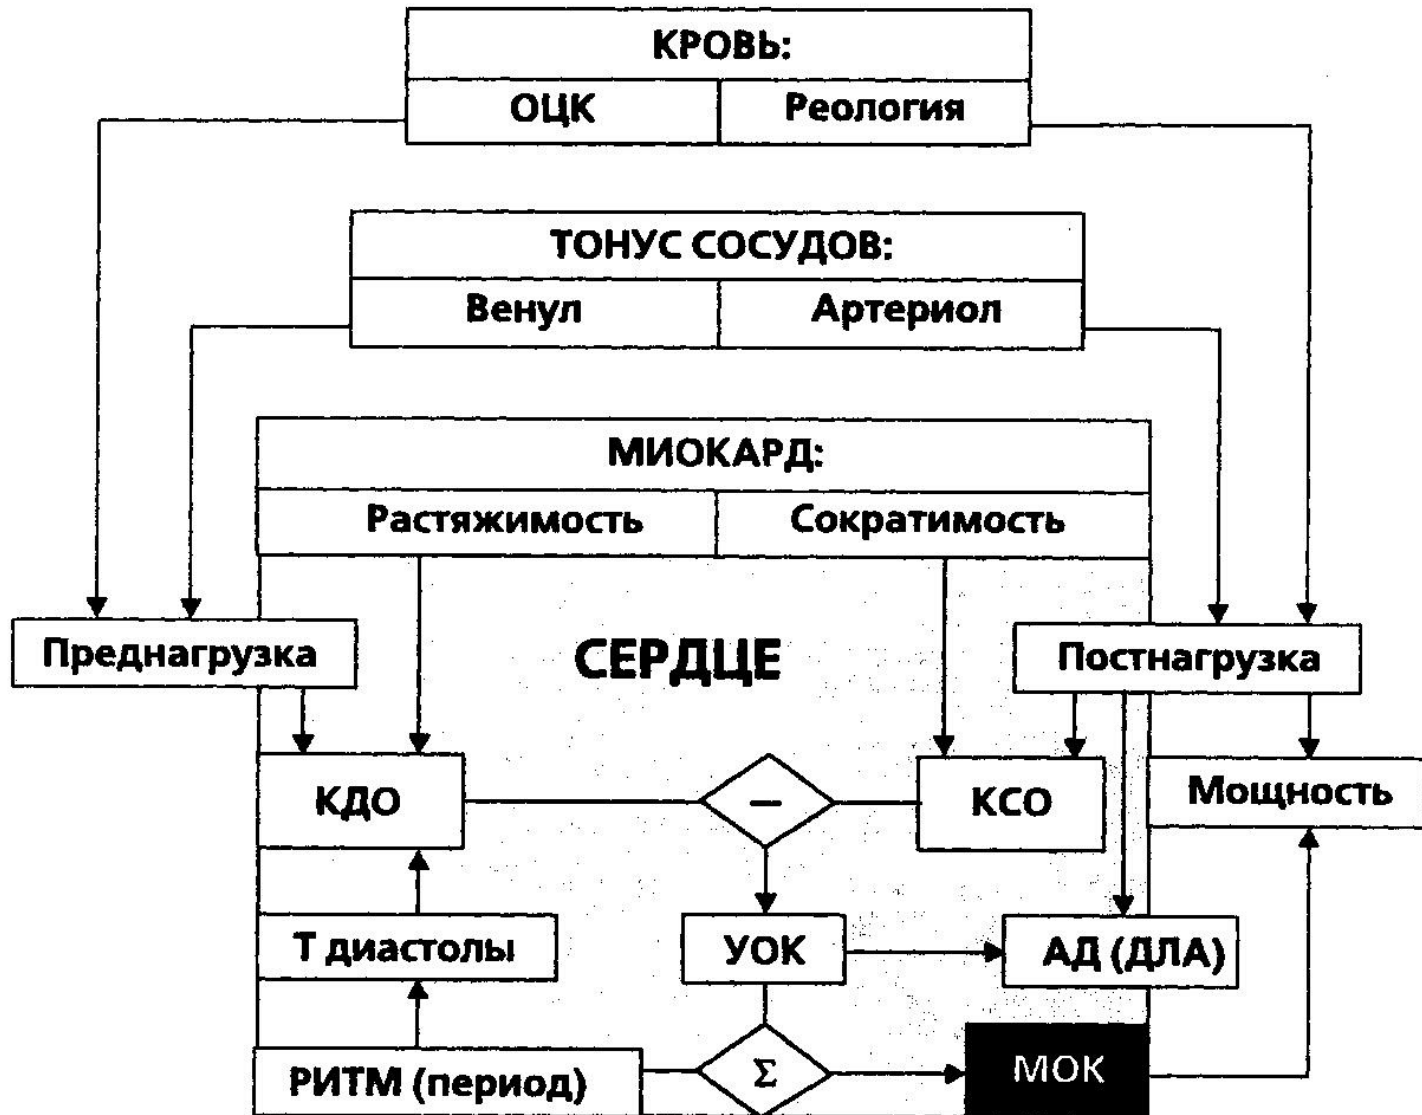 КРОВЬ:
ОЦК
Реология
ТОНУС СОСУДОВ:
Венул
Артериол
МИОКАРД:
Растяжимость
Сократимость
Преднагрузка
СЕРДЦЕ
Постнагрузка
КДО
–
КСО
Мощность
Т диастолы
УОК
АД (ДЛА)
РИТМ (период)
Σ
МОК